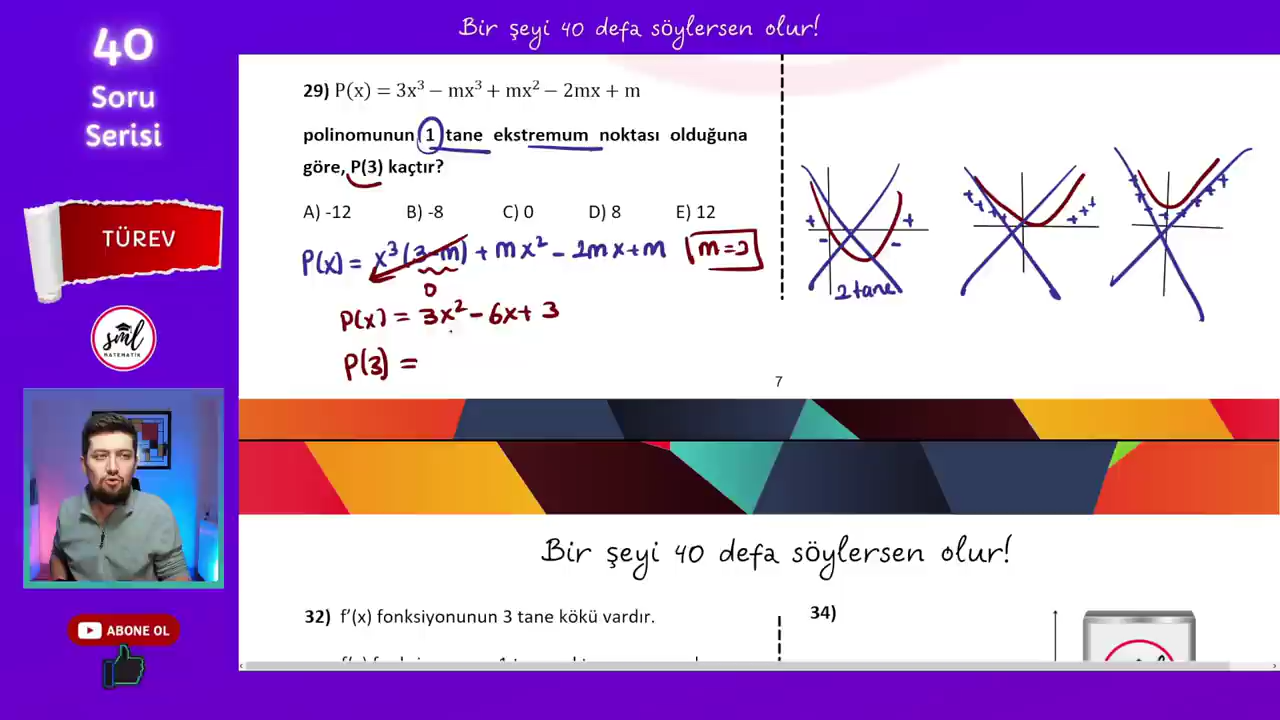 Bir şeyi 40 defa söylersen olur!
40
Soru
Serisi
TÜREV
sml
MATEMATİK
ABONE OL
29) P(x) = 3x³ − mx³ + mx² − 2mx + m
polinomunun 1 tane ekstremum noktası olduğuna
göre, P(3) kaçtır?
A) -12 B) -8 C) 0 D) 8 E) 12
P(x) = x³(3-m) + mx² - 2mx+m m=3
0
P(x) = 3x² - 6x + 3
P(3) =
+ - + -
2 tane
+ + + + + + + +
+ + + + + +
7
Bir şeyi 40 defa söylersen olur!
32) f'(x) fonksiyonunun 3 tane kökü vardır.
34)